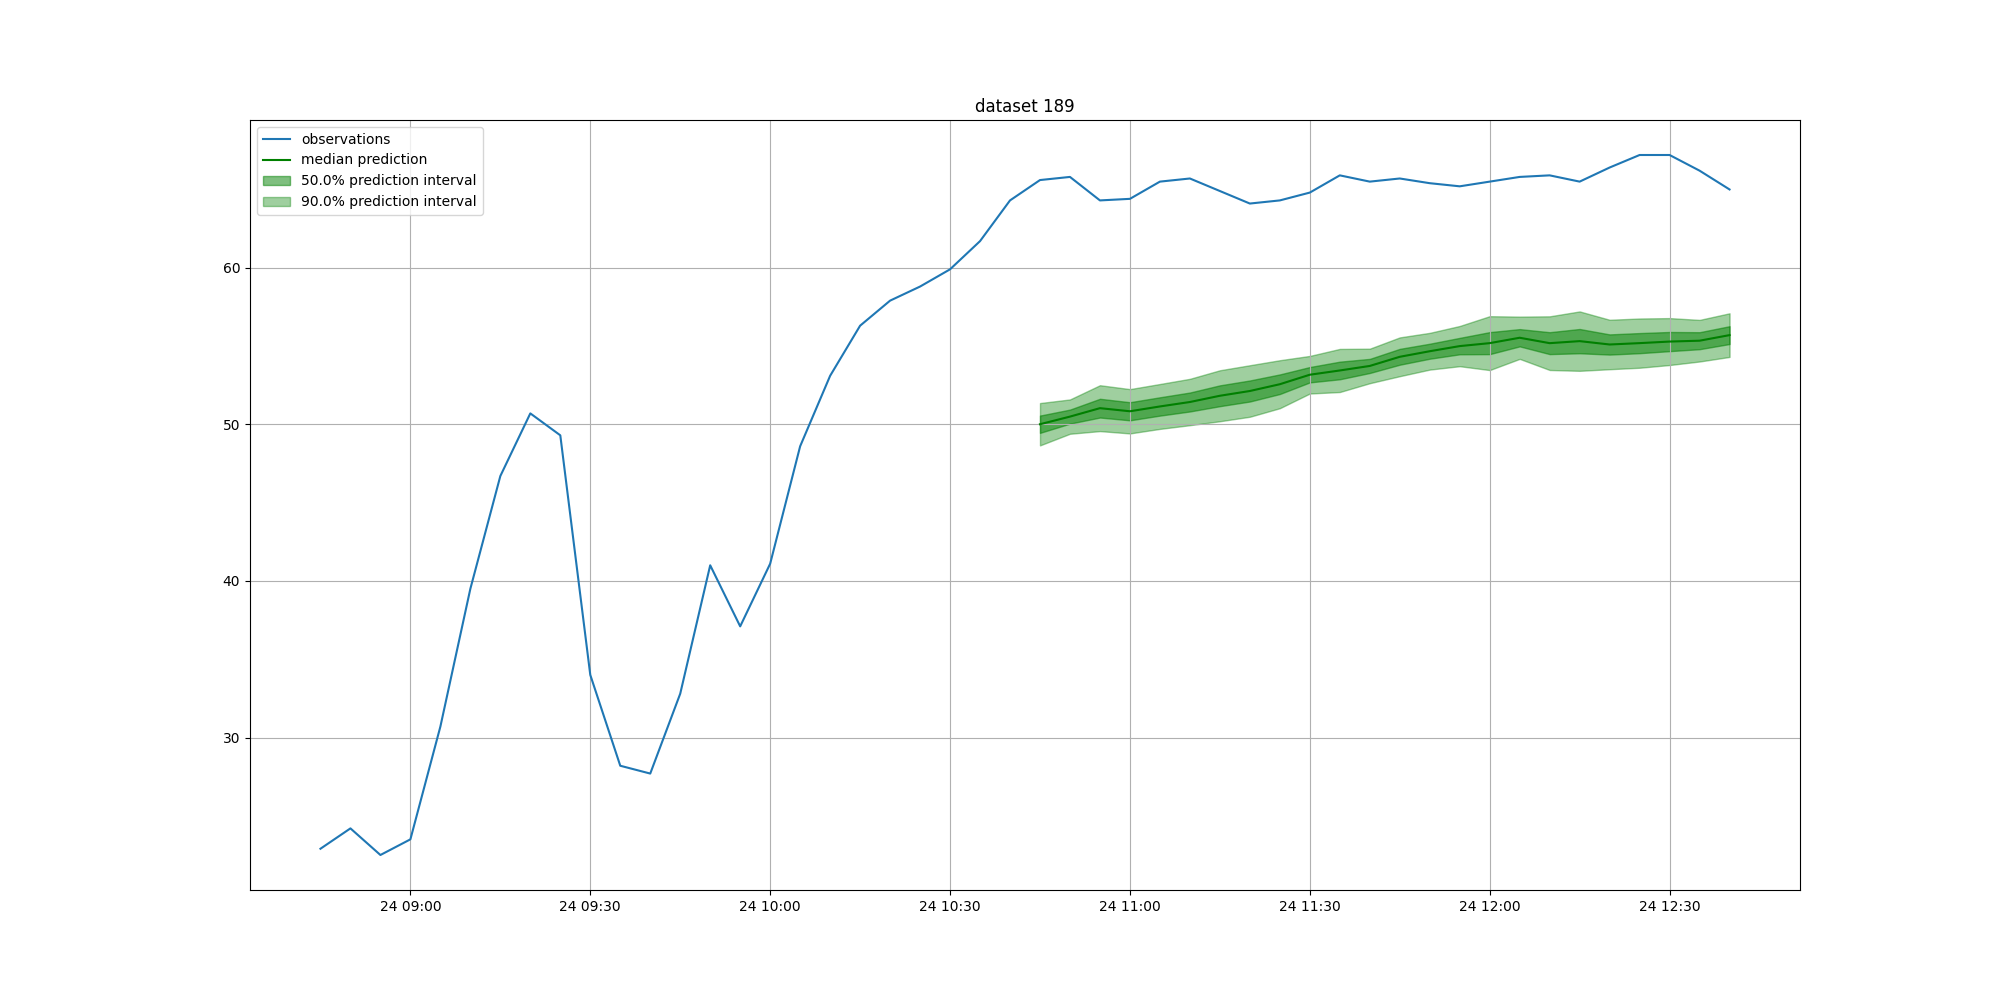 dataset 189
observations
median prediction
50.0% prediction interval
90.0% prediction interval
60
50
40
30
24 09:00
24 09:30
24 10:00
24 10:30
24 11:00
24 11:30
24 12:00
24 12:30